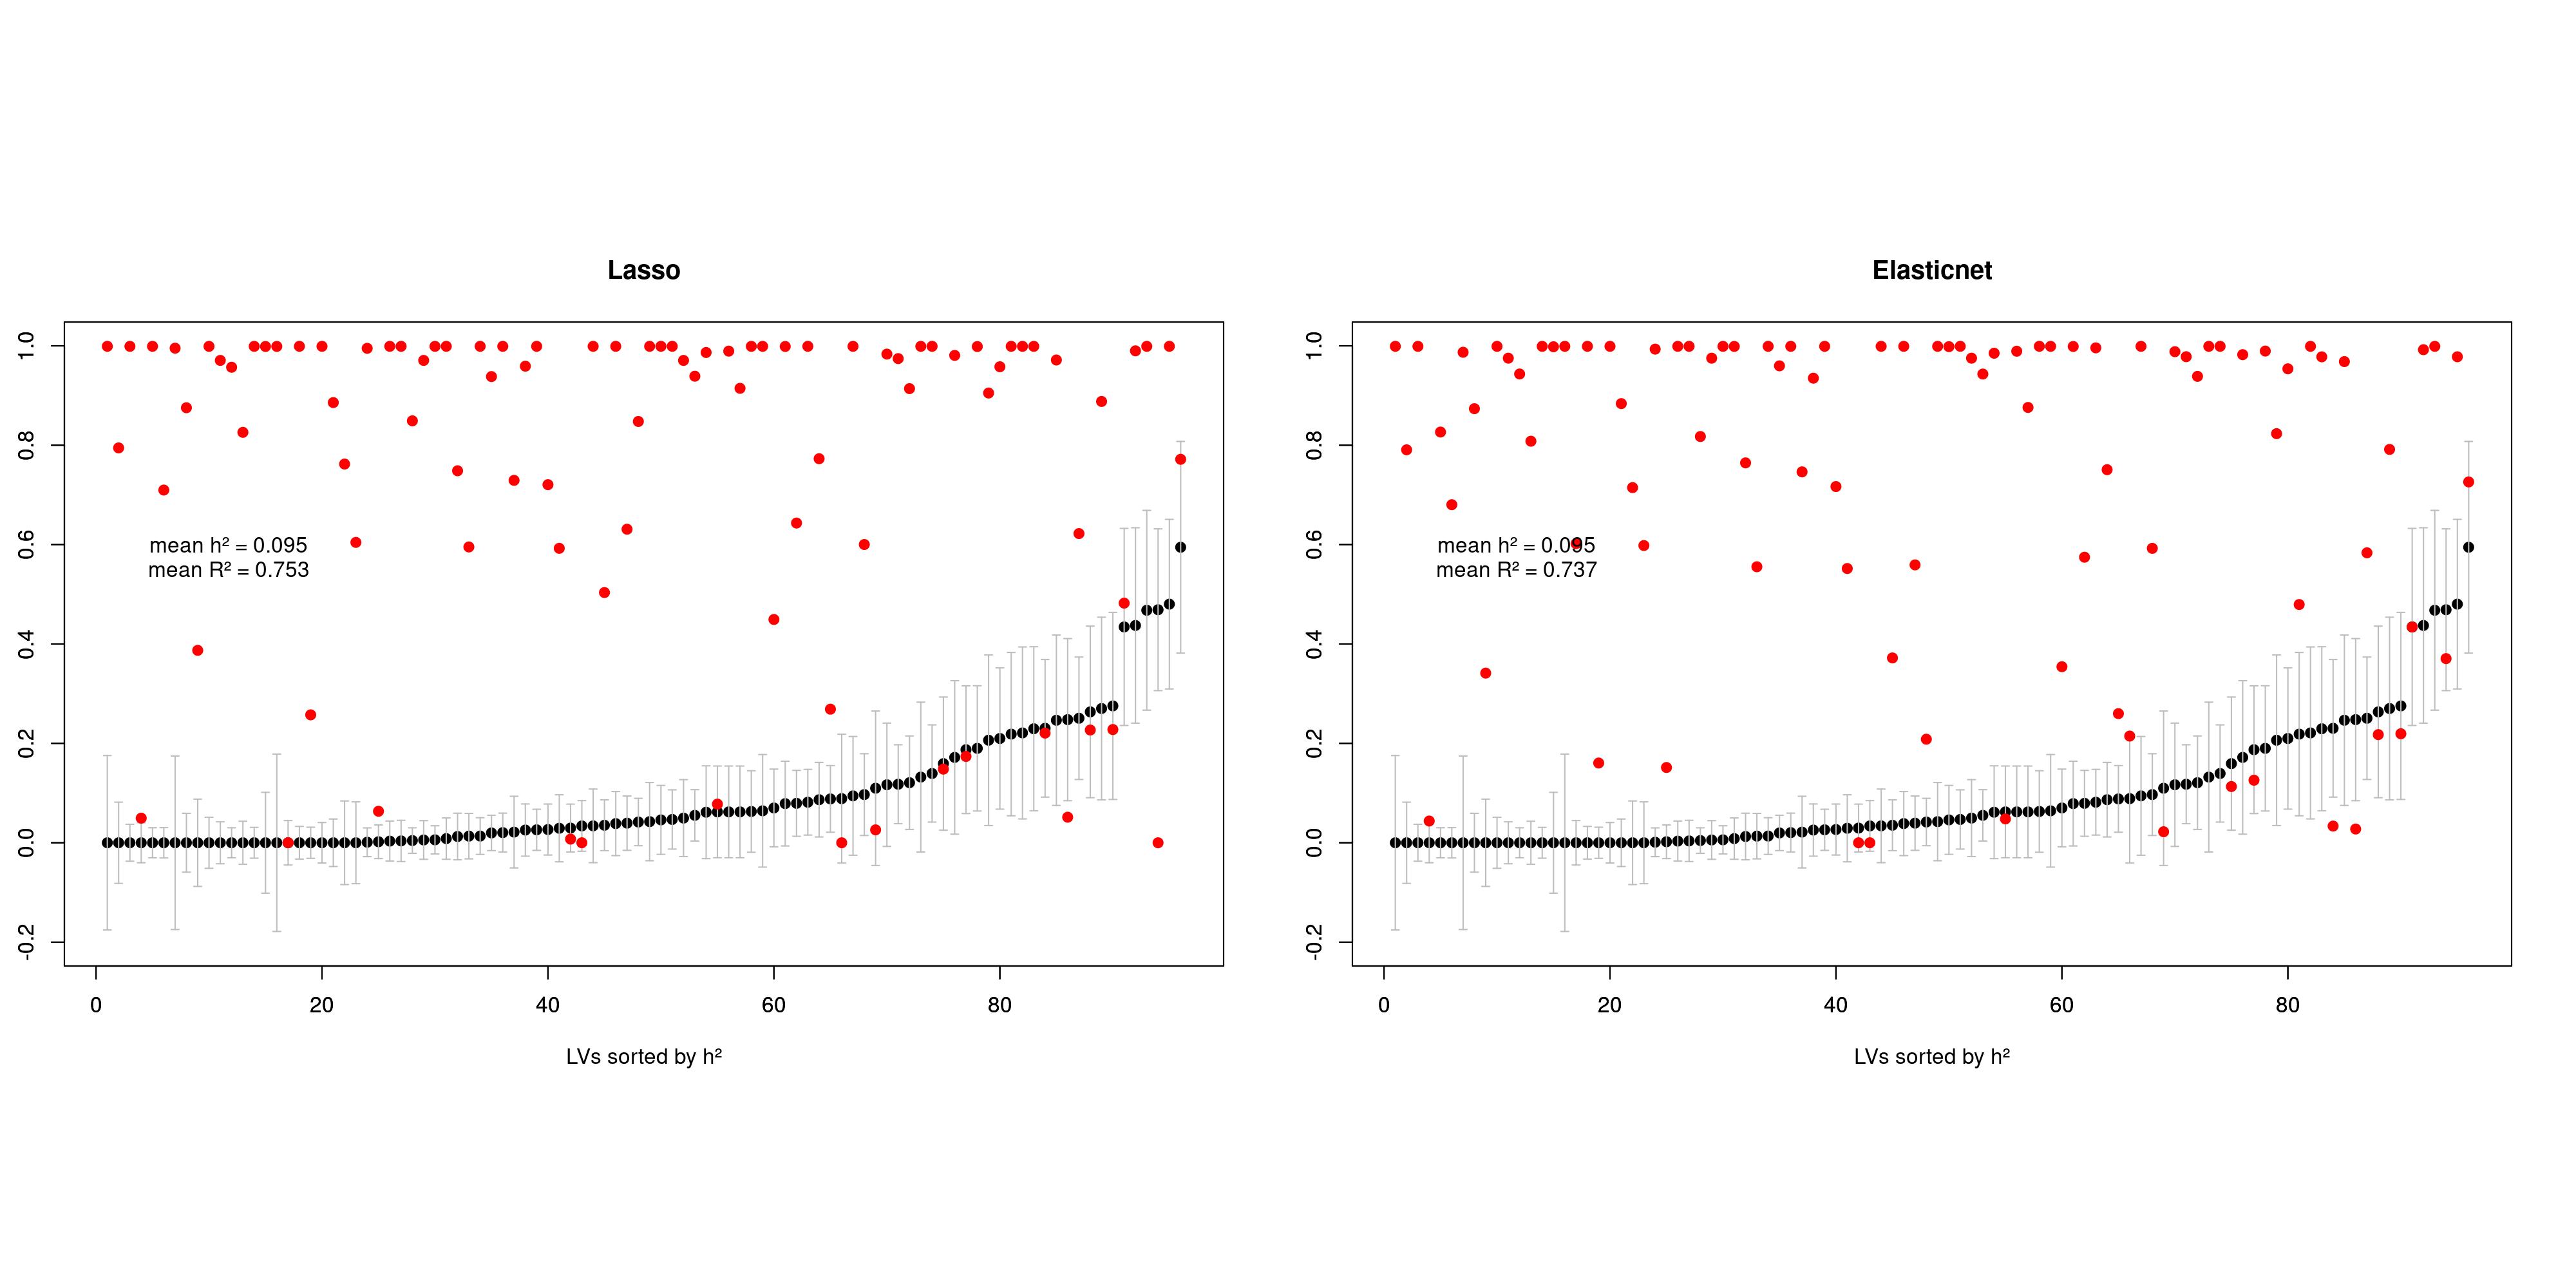 Lasso
1.0
0.8
0.6
0.4
0.2
0.0
-0.2
mean h² = 0.095
mean R² = 0.753
0 20 40 60 80
LVs sorted by h²
Elasticnet
1.0
0.8
0.6
0.4
0.2
0.0
-0.2
mean h² = 0.095
mean R² = 0.737
0 20 40 60 80
LVs sorted by h²